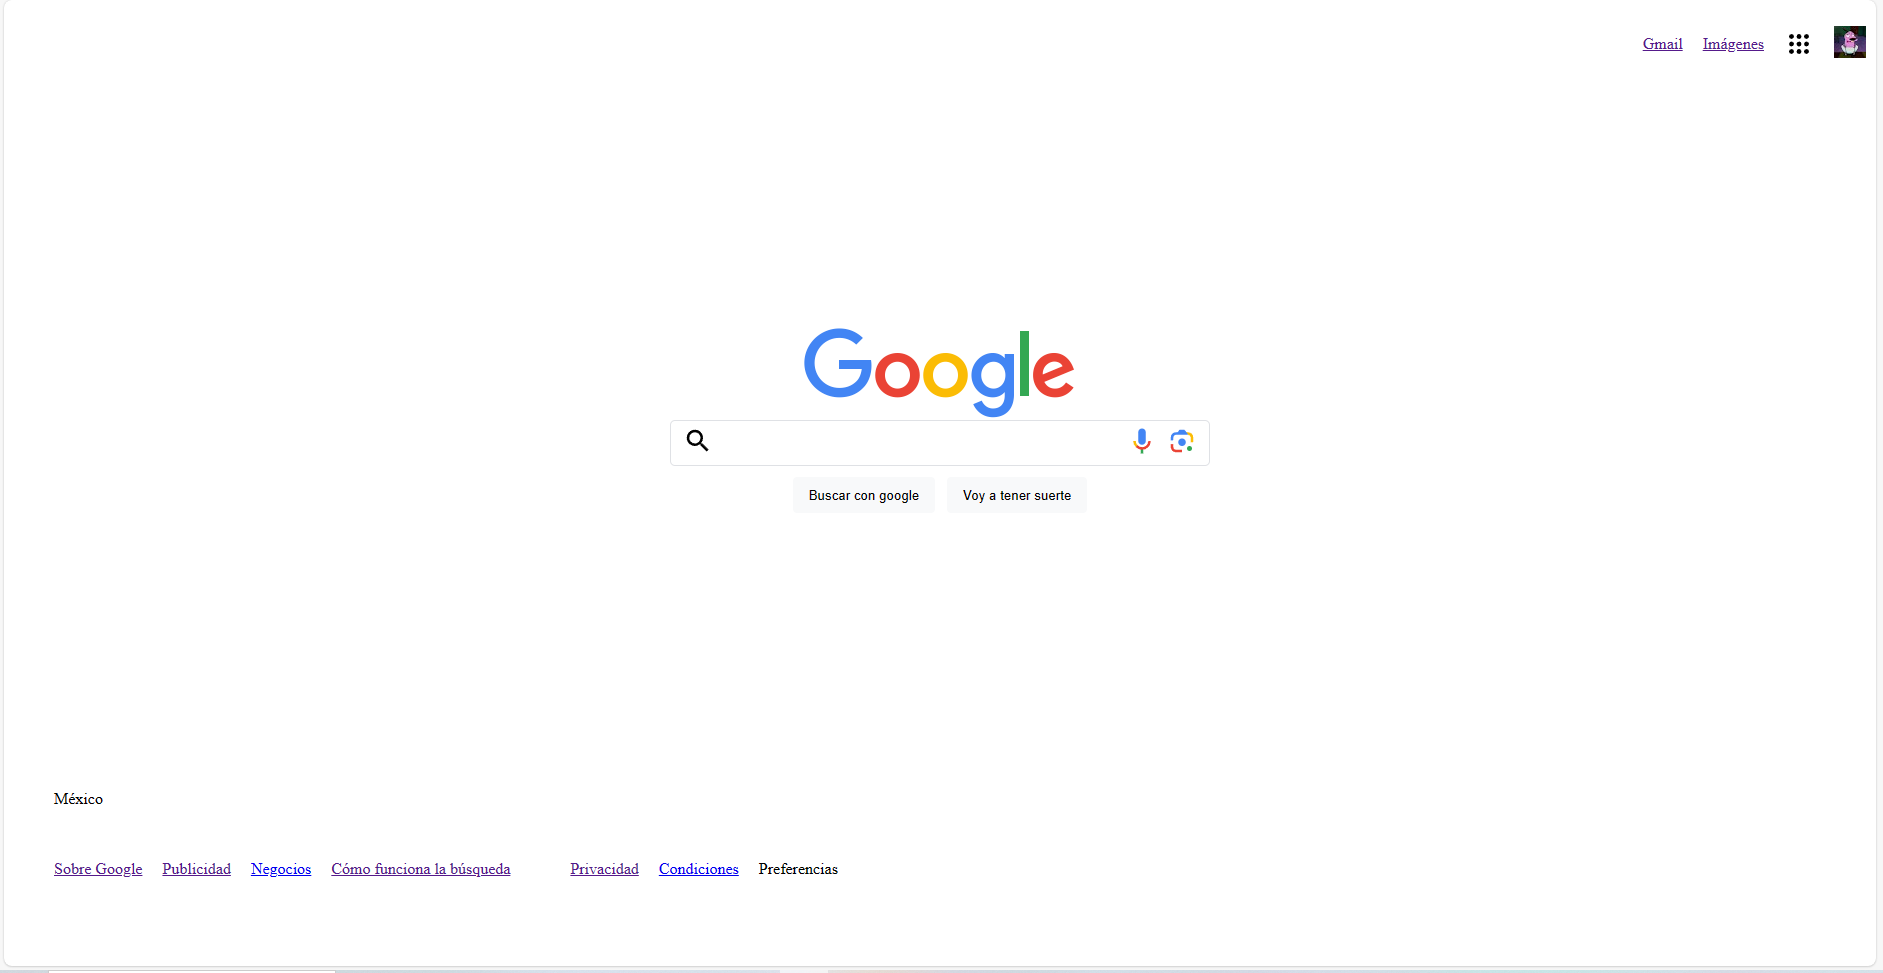 Gmail Imágenes
Google
Buscar con google Voy a tener suerte
México
Sobre Google Publicidad Negocios Cómo funciona la búsqueda Privacidad Condiciones Preferencias